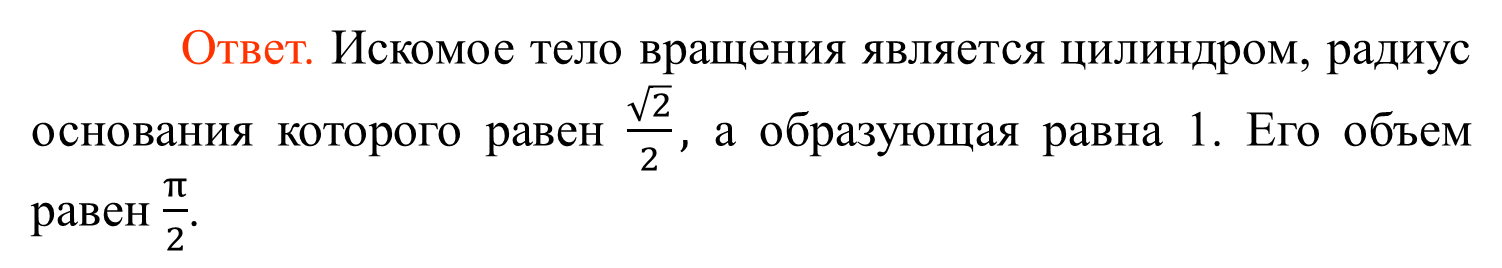 Ответ. Искомое тело вращения является цилиндром, радиус
основания которого равен √2/2, а образующая равна 1. Его объем
равен π/2.